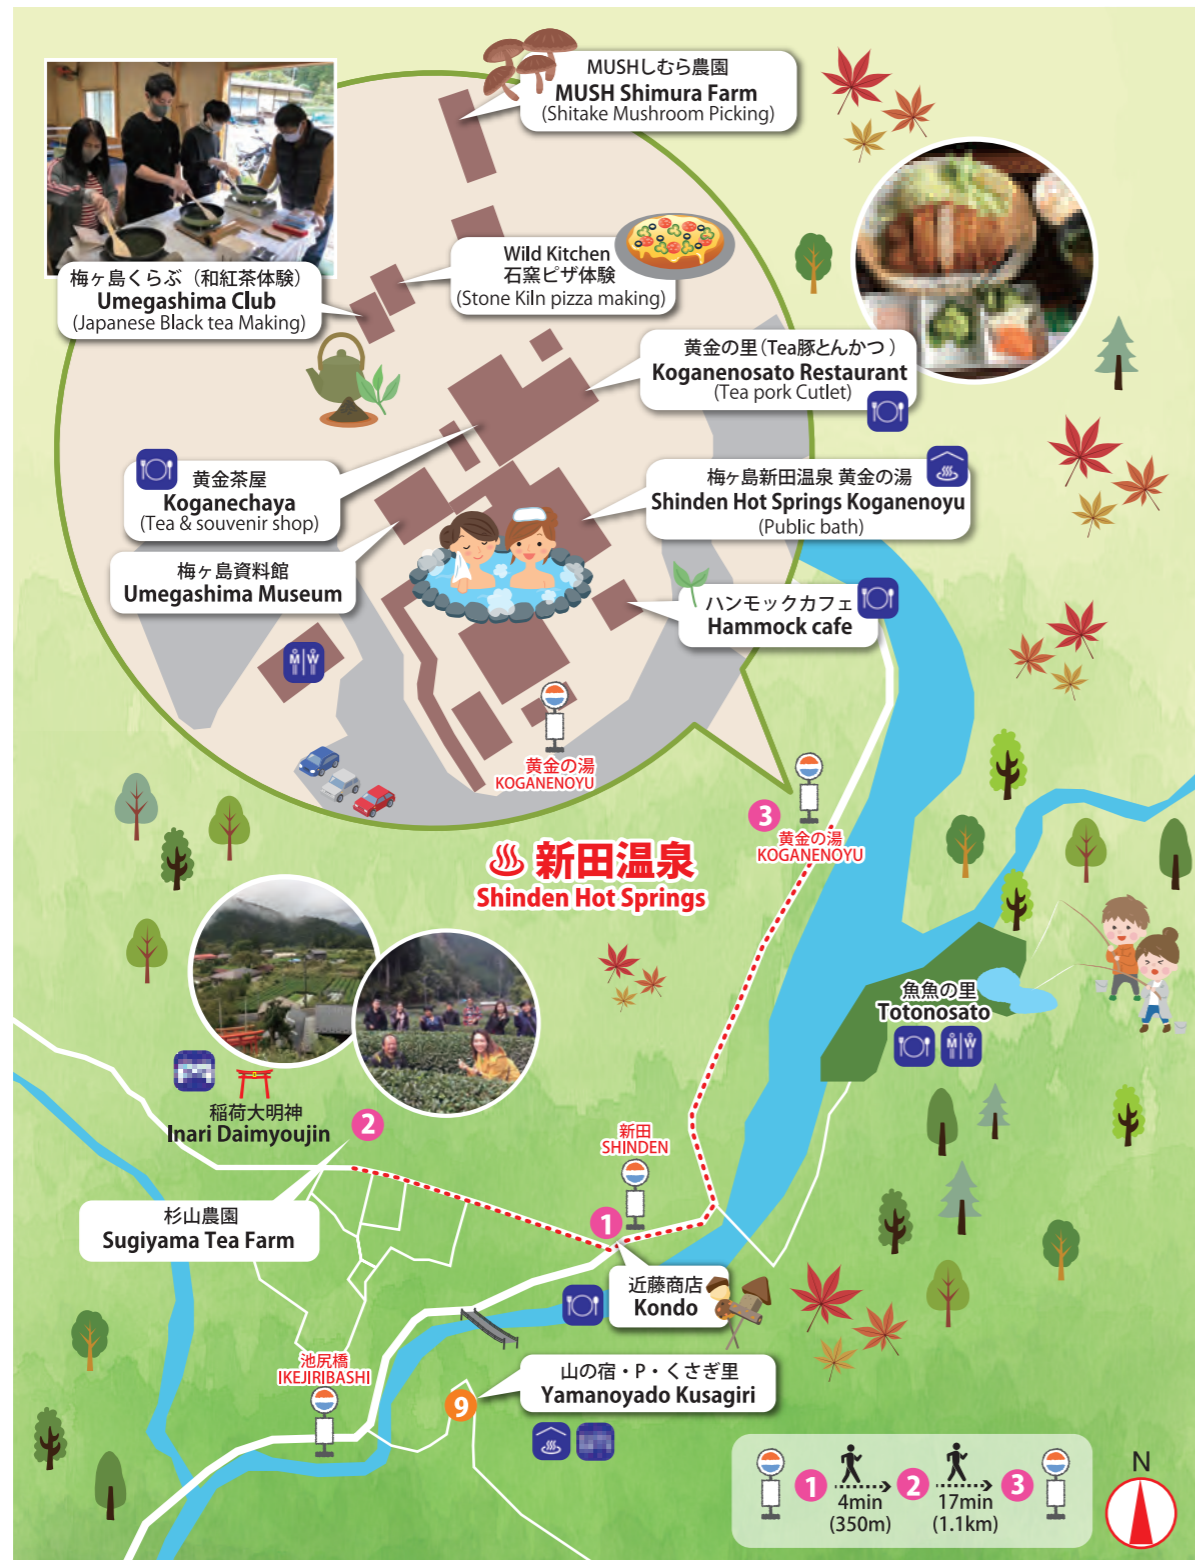 MUSHしむら農園
MUSH Shimura Farm
(Shitake Mushroom Picking)
Wild Kitchen
石窯ピザ体験
(Stone Kiln pizza making)
梅ヶ島くらぶ（和紅茶体験）
Umegashima Club
(Japanese Black tea Making)
黄金の里（Tea豚とんかつ）
Koganenosato Restaurant
(Tea pork Cutlet)
黄金茶屋
Koganechaya
(Tea & souvenir shop)
梅ヶ島新田温泉 黄金の湯
Shinden Hot Springs Koganenoyu
(Public bath)
梅ヶ島資料館
Umegashima Museum
ハンモックカフェ
Hammock cafe
M W
黄金の湯
KOGANENOYU
3
黄金の湯
KOGANENOYU
新田温泉
Shinden Hot Springs
魚魚の里
Totonosato
M W
稲荷大明神
Inari Daimyoujin
2
新田
SHINDEN
1
杉山農園
Sugiyama Tea Farm
近藤商店
Kondo
池尻橋
IKEJIRIBASHI
9
山の宿・P・くさぎ里
Yamanoyado Kusagiri
1
4min
(350m)
2
17min
(1.1km)
3
N